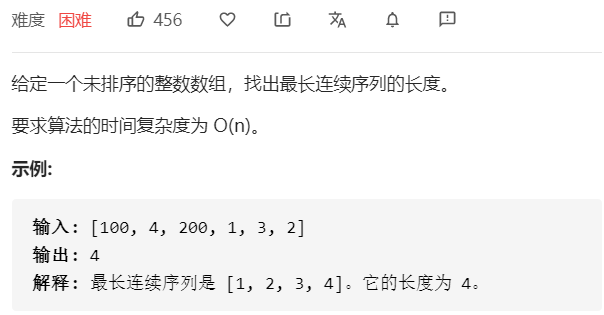 难度 困难 456
给定一个未排序的整数数组，找出最长连续序列的长度。
要求算法的时间复杂度为 O(n)。
示例:
输入: [100, 4, 200, 1, 3, 2]
输出: 4
解释: 最长连续序列是 [1, 2, 3, 4]。它的长度为 4。